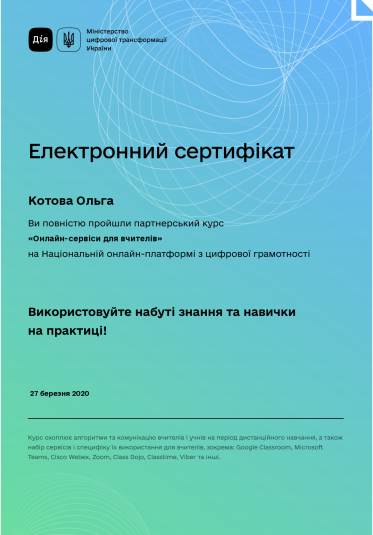 Дія
Міністерство
цифрової трансформації
України
Електронний сертифікат
Котова Ольга
Ви повністю пройшли партнерський курс
«Онлайн-сервіси для вчителів»
на Національній онлайн-платформі з цифрової грамотності
Використовуйте набуті знання та навички
на практиці!
27 березня 2020
Курс охоплює алгоритми та комунікацію вчителів і учнів на період дистанційного навчання, а також
набір сервісів і специфіку їх використання для вчителів, зокрема: Google Classroom, Microsoft
Teams, Cisco Webex, Zoom, Class Dojo, Classtime, Viber та інші.